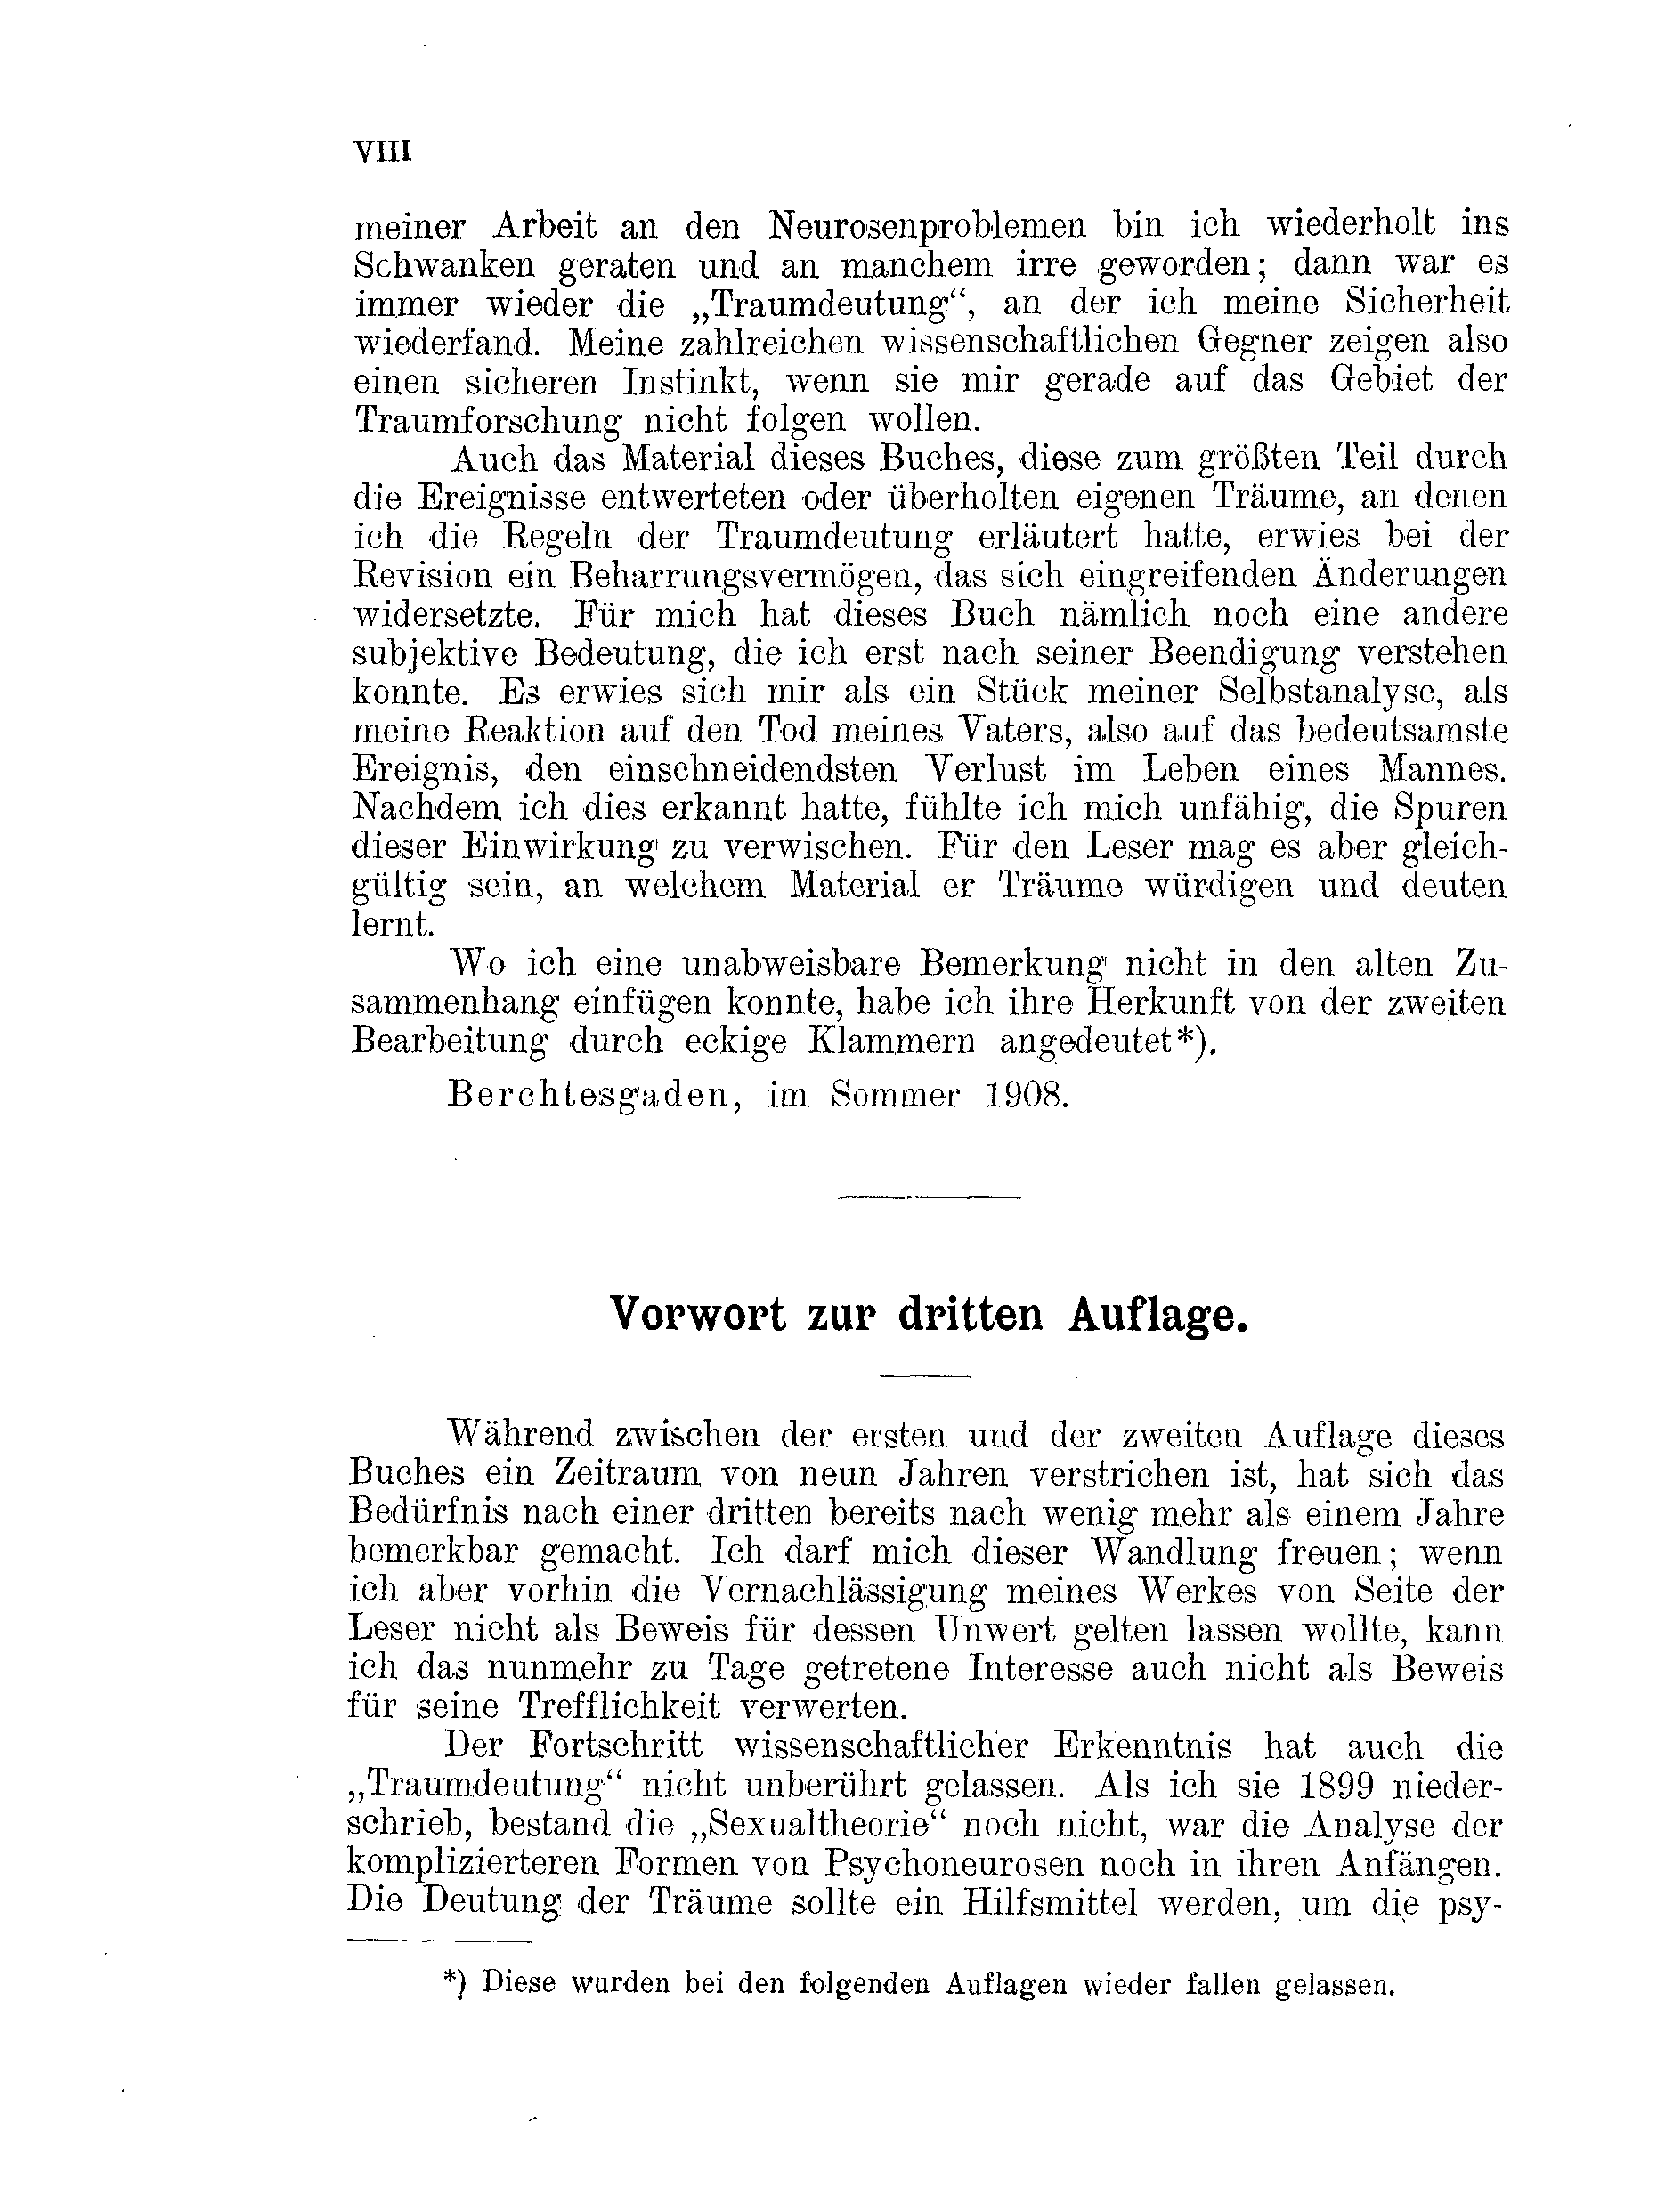 VIII
meiner Arbeit an den Neurosenproblemen bin ich wiederholt ins
Schwanken geraten und an manchem irre geworden; dann war es
immer wieder die „Traumdeutung“, an der ich meine Sicherheit
wiederfand. Meine zahlreichen wissenschaftlichen Gegner zeigen also
einen sicheren Instinkt, wenn sie mir gerade auf das Gebiet der
Traumforschung nicht folgen wollen.
Auch das Material dieses Buches, diese zum größten Teil durch
die Ereignisse entwerteten oder überholten eigenen Träume, an denen
ich die Regeln der Traumdeutung erläutert hatte, erwies bei der
Revision ein Beharrungsvermögen, das sich eingreifenden Änderungen
widersetzte. Für mich hat dieses Buch nämlich noch eine andere
subjektive Bedeutung, die ich erst nach seiner Beendigung verstehen
konnte. Es erwies sich mir als ein Stück meiner Selbstanalyse, als
meine Reaktion auf den Tod meines Vaters, also auf das bedeutsamste
Ereignis, den einschneidendsten Verlust im Leben eines Mannes.
Nachdem ich dies erkannt hatte, fühlte ich mich unfähig, die Spuren
dieser Einwirkung zu verwischen. Für den Leser mag es aber gleich-
gültig sein, an welchem Material er Träume würdigen und deuten
lernt.
Wo ich eine unabweisbare Bemerkung nicht in den alten Zu-
sammenhang einfügen konnte, habe ich ihre Herkunft von der zweiten
Bearbeitung durch eckige Klammern angedeutet*).
Berchtesgaden, im Sommer 1908.
Vorwort zur dritten Auflage.
Während zwischen der ersten und der zweiten Auflage dieses
Buches ein Zeitraum von neun Jahren verstrichen ist, hat sich das
Bedürfnis nach einer dritten bereits nach wenig mehr als einem Jahre
bemerkbar gemacht. Ich darf mich dieser Wandlung freuen; wenn
ich aber vorhin die Vernachlässigung meines Werkes von Seite der
Leser nicht als Beweis für dessen Unwert gelten lassen wollte, kann
ich das nunmehr zu Tage getretene Interesse auch nicht als Beweis
für seine Trefflichkeit verwerten.
Der Fortschritt wissenschaftlicher Erkenntnis hat auch die
„Traumdeutung“ nicht unberührt gelassen. Als ich sie 1899 nieder-
schrieb, bestand die „Sexualtheorie“ noch nicht, war die Analyse der
komplizierteren Formen von Psychoneurosen noch in ihren Anfängen.
Die Deutung der Träume sollte ein Hilfsmittel werden, um die psy-
*) Diese wurden bei den folgenden Auflagen wieder fallen gelassen.